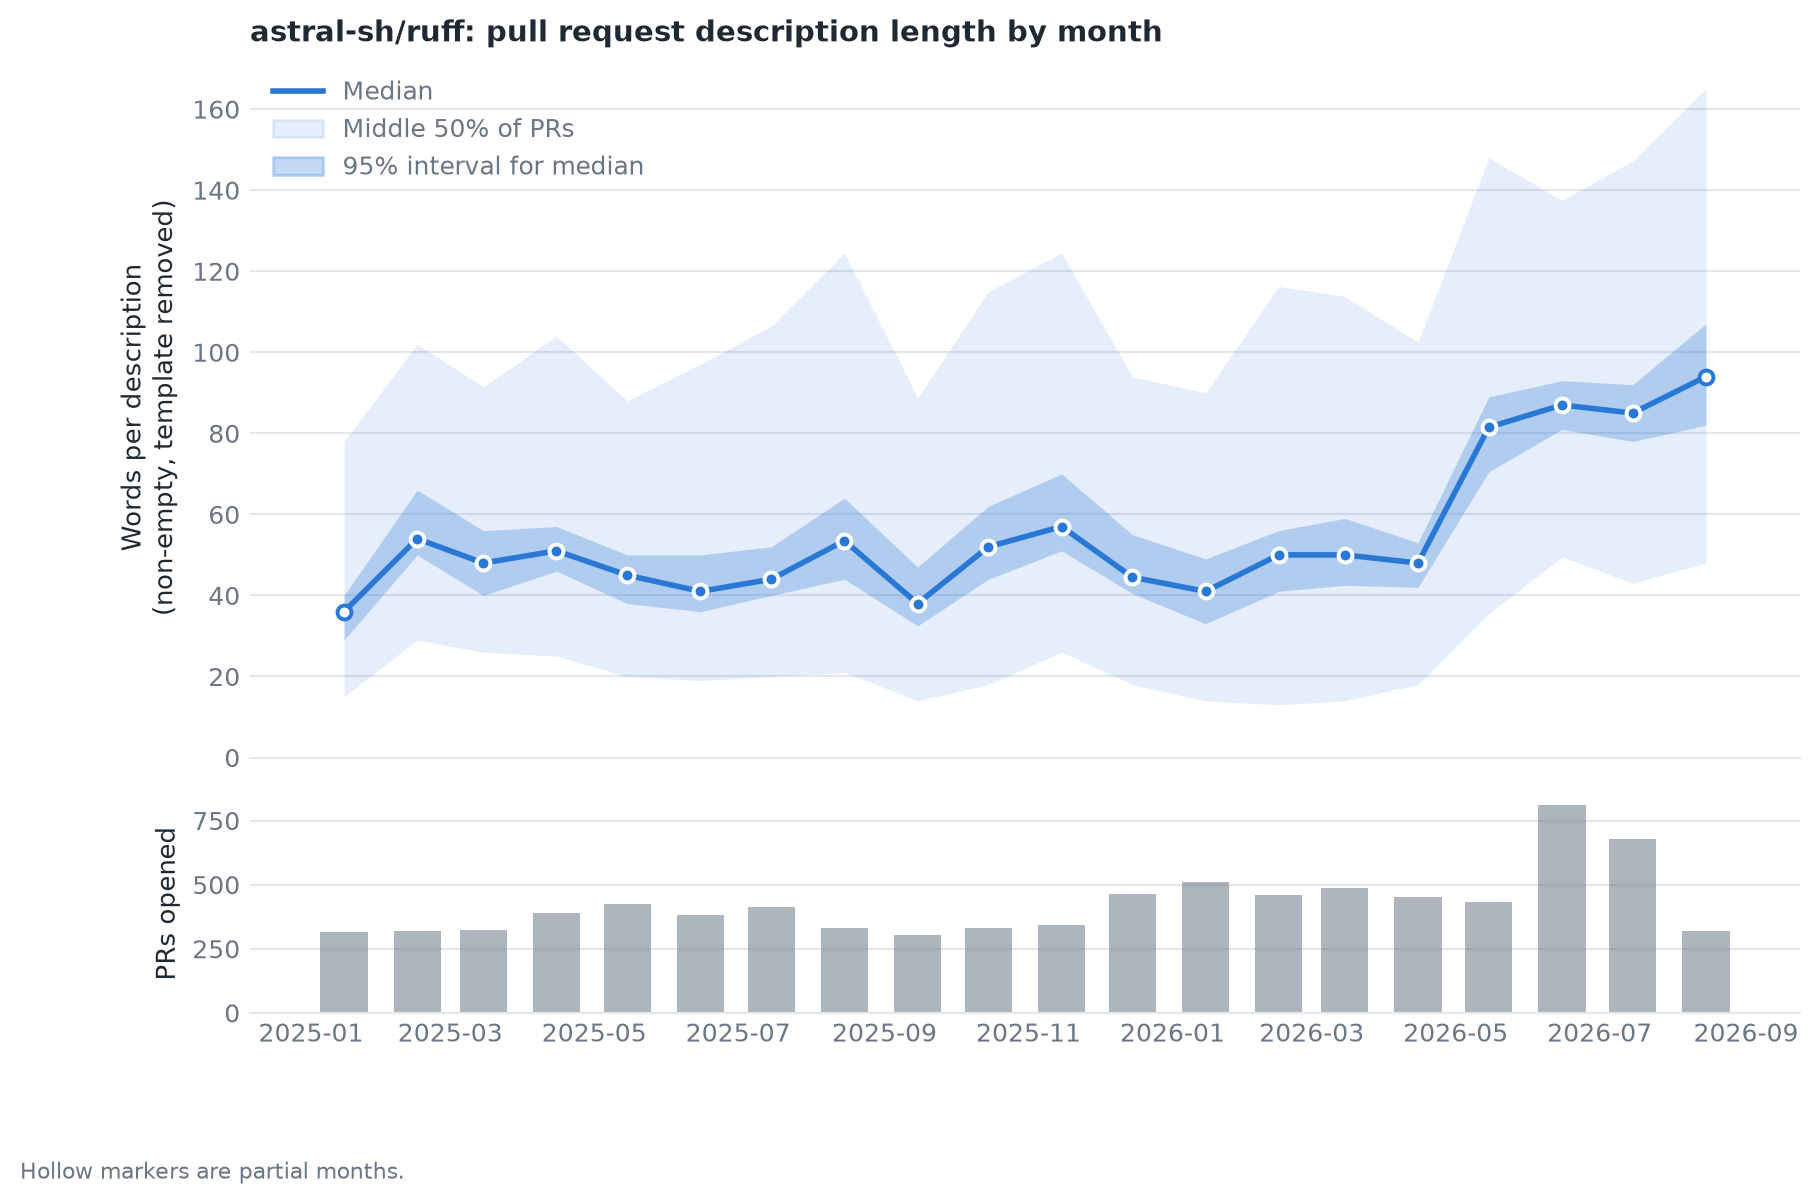 astral-sh/ruff: pull request description length by month
Median
Middle 50% of PRs
95% interval for median
Words per description
(non-empty, template removed)
160
140
120
100
80
60
40
20
0
PRs opened
750
500
250
0
2025-01 2025-03 2025-05 2025-07 2025-09 2025-11 2026-01 2026-03 2026-05 2026-07 2026-09
Hollow markers are partial months.